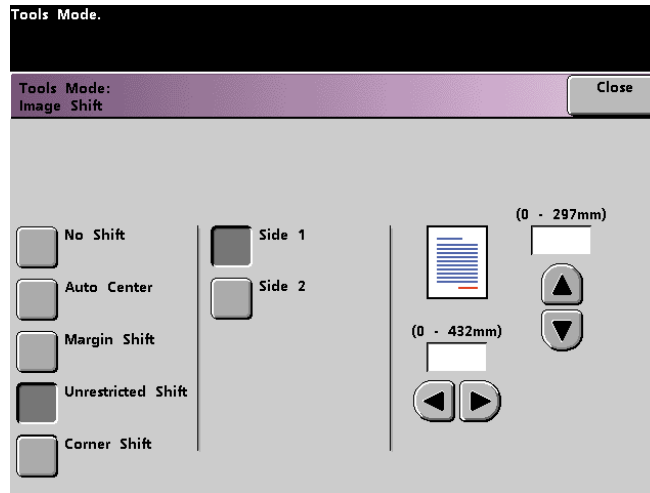 Tools Mode.
Tools Mode:
Image Shift
Close
No Shift
Auto Center
Margin Shift
Unrestricted Shift
Corner Shift
Side 1
Side 2
(0 - 297mm)
(0 - 432mm)